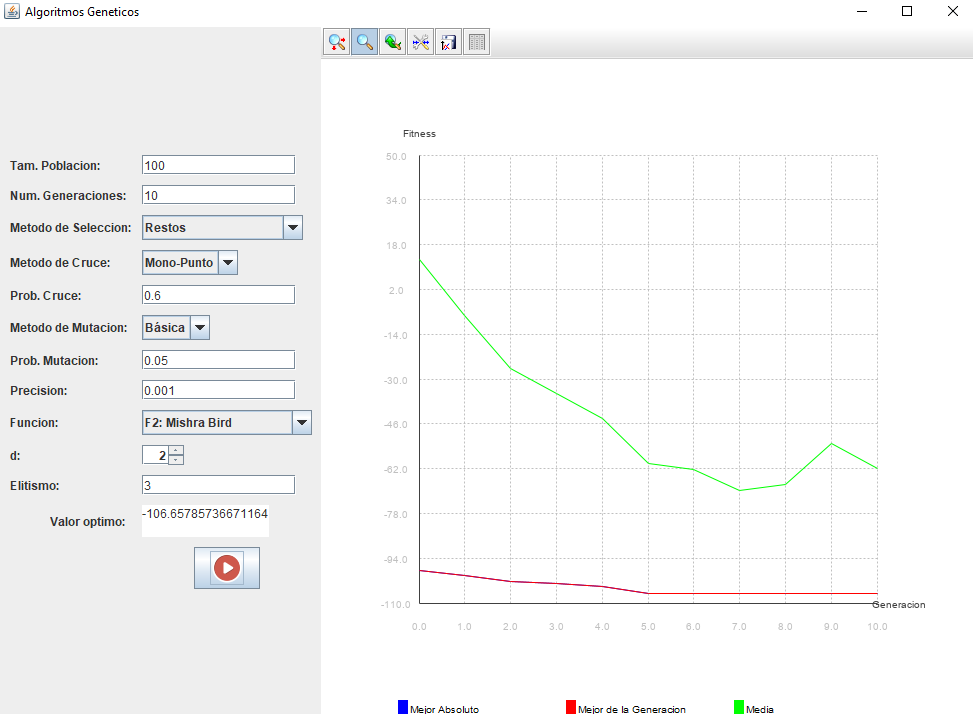 Algoritmos Geneticos
Tam. Poblacion: 100
Num. Generaciones: 10
Metodo de Seleccion: Restos
Metodo de Cruce: Mono-Punto
Prob. Cruce: 0.6
Metodo de Mutacion: Básica
Prob. Mutacion: 0.05
Precision: 0.001
Funcion: F2: Mishra Bird
d: 2
Elitismo: 3
Valor optimo: -106.65785736671164
Fitness
50.0
34.0
18.0
2.0
-14.0
-30.0
-46.0
-62.0
-78.0
-94.0
-110.0
Generacion
0.0 1.0 2.0 3.0 4.0 5.0 6.0 7.0 8.0 9.0 10.0
Mejor Absoluto Mejor de la Generacion Media